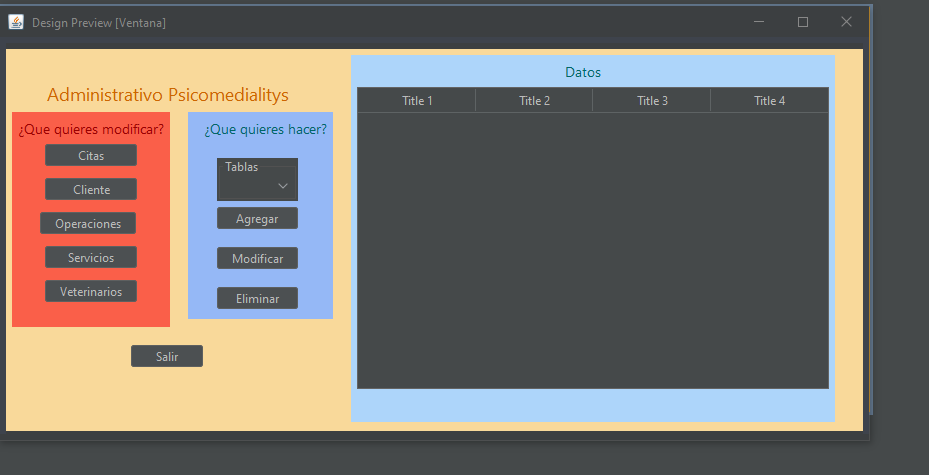 Design Preview [Ventana]
Administrativo Psicomedialitys
¿Que quieres modificar?
Citas
Cliente
Operaciones
Servicios
Veterinarios
¿Que quieres hacer?
Tablas
Agregar
Modificar
Eliminar
Salir
Datos
Title 1 Title 2 Title 3 Title 4